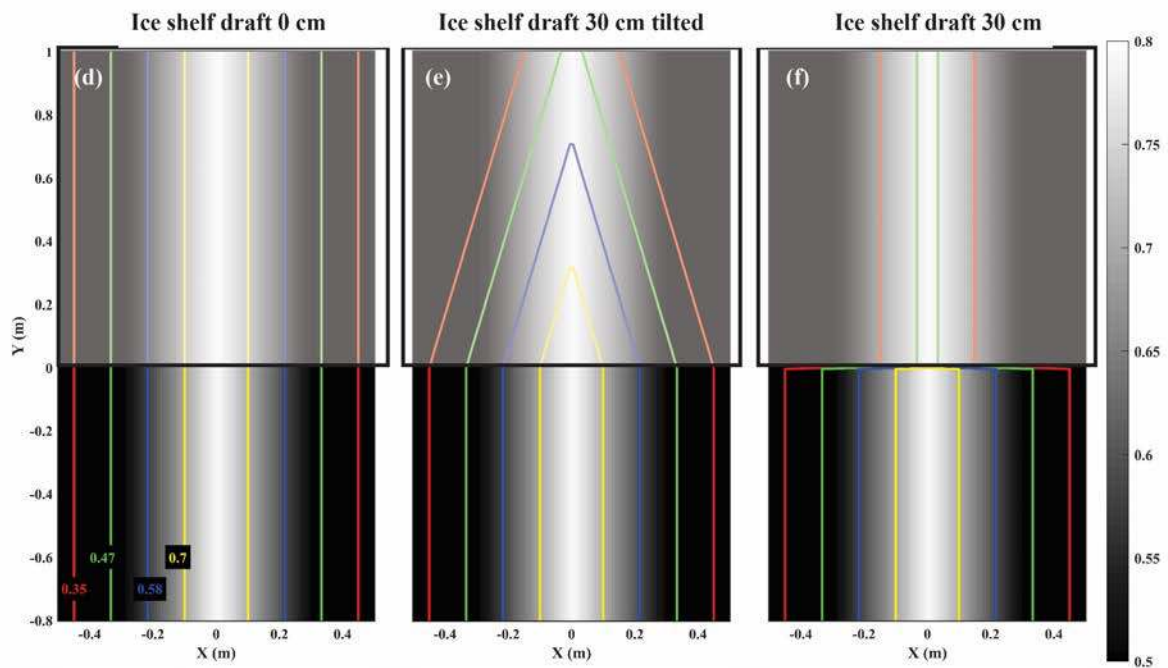 Ice shelf draft 0 cm
Ice shelf draft 30 cm tilted
Ice shelf draft 30 cm
(d)
(e)
(f)
1
0.8
0.6
0.4
0.2
0
-0.2
-0.4
-0.6
-0.8
Y (m)
0.35
0.47
0.58
0.7
-0.4 -0.2 0 0.2 0.4
-0.4 -0.2 0 0.2 0.4
-0.4 -0.2 0 0.2 0.4
X (m)
X (m)
X (m)
0.8
0.75
0.7
0.65
0.6
0.55
0.5